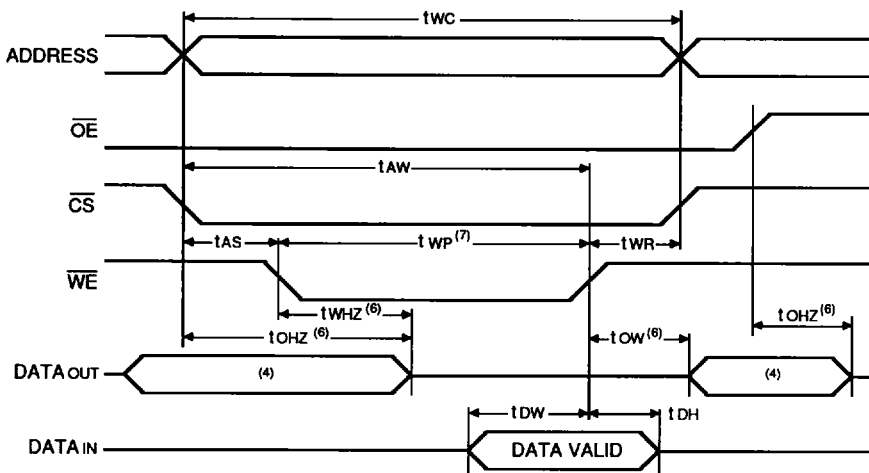 tWC
ADDRESS
OE
tAW
CS
tAS tWP(7) tWR
WE
tWHZ(6)
tOHZ(6) tOW(6) tOHZ(6)
DATA OUT (4) (4)
tDW tDH
DATA IN DATA VALID